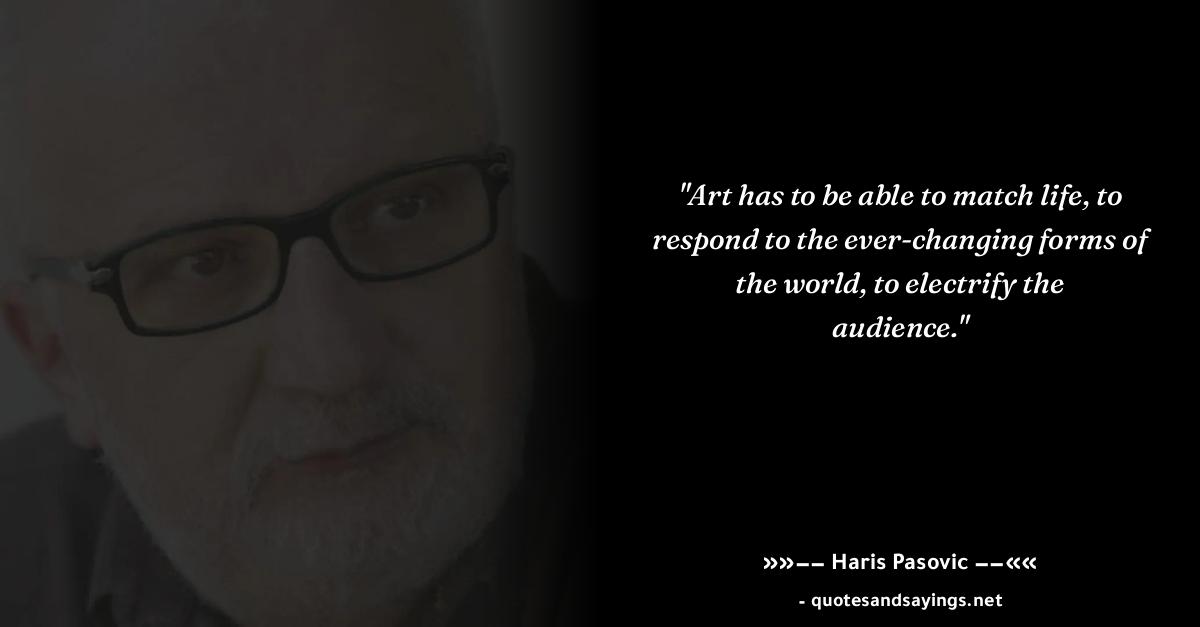 "Art has to be able to match life, to
respond to the ever-changing forms of
the world, to electrify the
audience."
»»–– Haris Pasovic ––««
- quotesandsayings.net